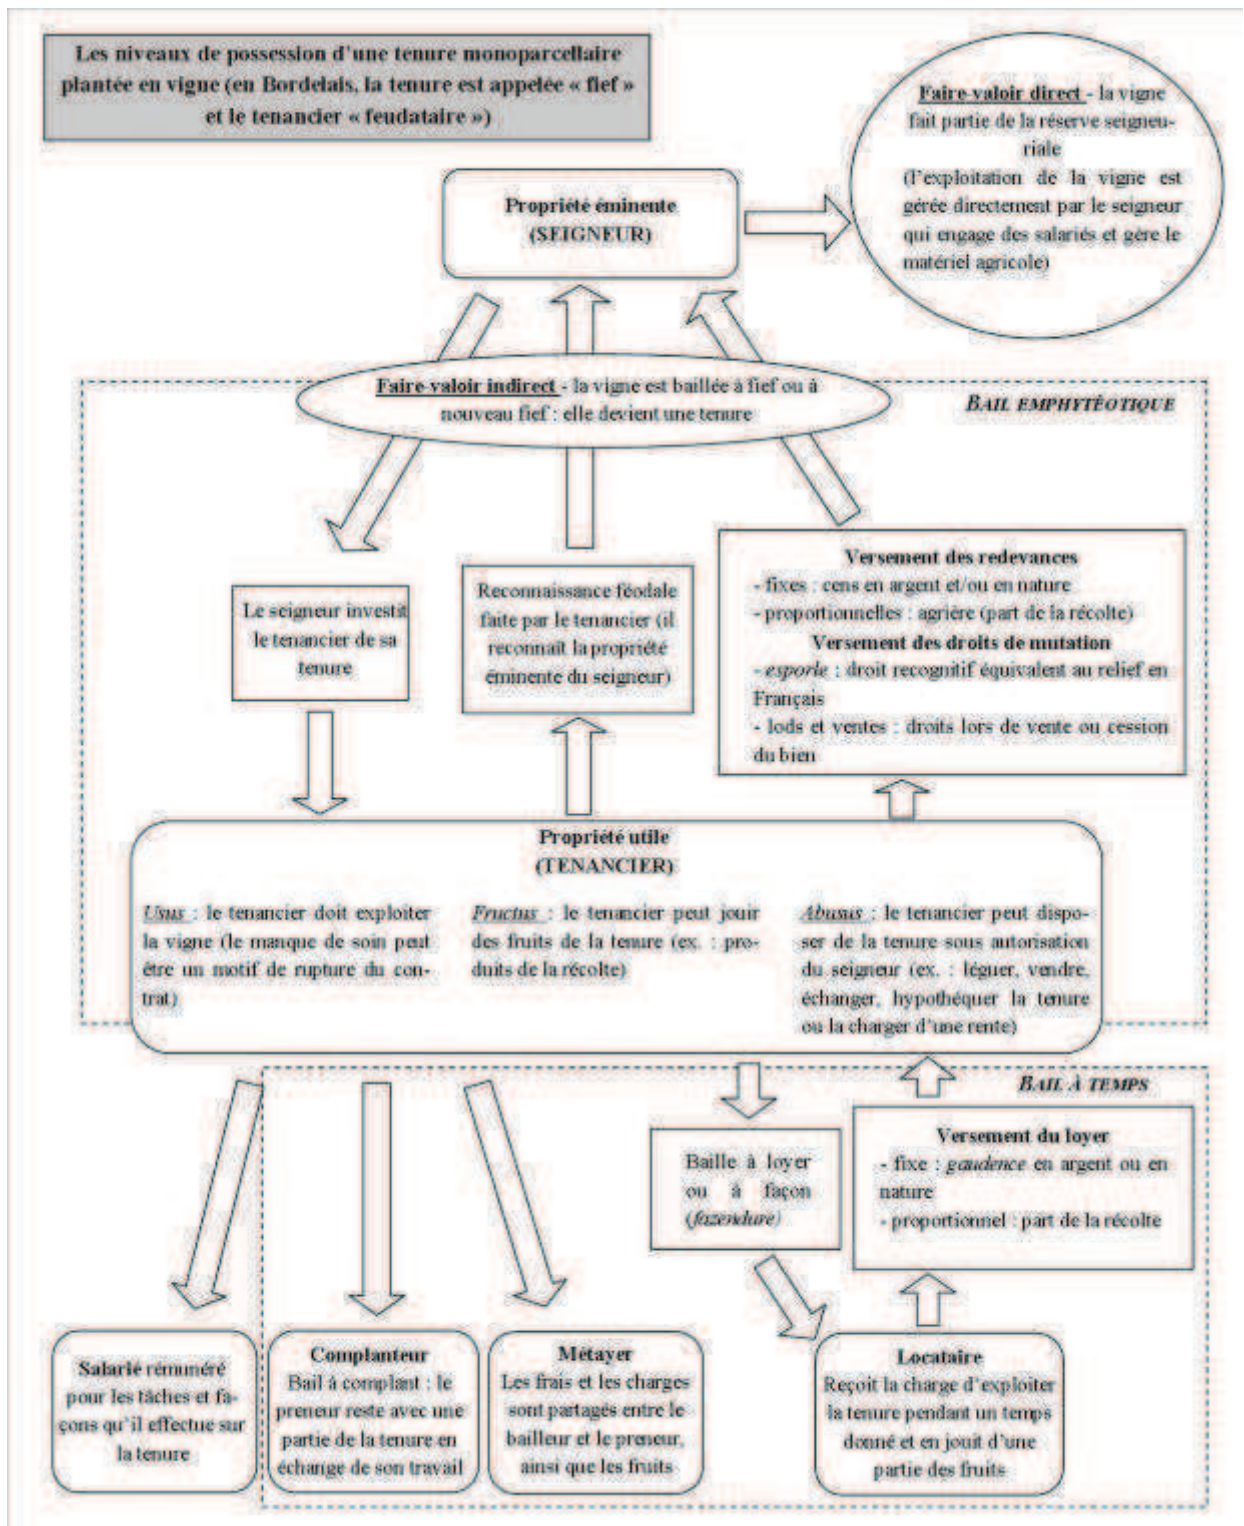 Les niveaux de possession d'une tenure monoparcellaire
plantée en vigne (en Bordelais, la tenure est appelée « fief »
et le tenancier « feudataire »)
Faire-valoir direct - la vigne
fait partie de la réserve seigneu-
riale
(l'exploitation de la vigne est
gérée directement par le seigneur
qui engage des salariés et gère le
matériel agricole)
Propriété éminente
(SEIGNEUR)
Faire-valoir indirect - la vigne est baillée à fief ou à
nouveau fief : elle devient une tenure
BAIL EMPHYTÉOTIQUE
Le seigneur investit
le tenancier de sa
tenure
Reconnaissance féodale
faite par le tenancier (il
reconnaît la propriété
éminente du seigneur)
Versement des redevances
- fixes : cens en argent et/ou en nature
- proportionnelles : agrière (part de la récolte)
Versement des droits de mutation
- esporle : droit recognitif équivalent au relief en
Français
- lods et ventes : droits lors de vente ou cession
du bien
Propriété utile
(TENANCIER)
Usus : le tenancier doit exploiter
la vigne (le manque de soin peut
être un motif de rupture du con-
trat)
Fructus : le tenancier peut jouir
des fruits de la tenure (ex. : pro-
duits de la récolte)
Abusus : le tenancier peut dispo-
ser de la tenure sous autorisation
du seigneur (ex. : léguer, vendre,
échanger, hypothéquer la tenure
ou la charger d'une rente)
BAIL À TEMPS
Baille à loyer
ou à façon
(fazendure)
Versement du loyer
- fixe : gaudence en argent ou en
nature
- proportionnel : part de la récolte
Salarié rémunéré
pour les tâches et fa-
çons qu'il effectue sur
la tenure
Complanteur
Bail à complant : le
preneur reste avec une
partie de la tenure en
échange de son travail
Métayer
Les frais et les charges
sont partagés entre le
bailleur et le preneur,
ainsi que les fruits
Locataire
Reçoit la charge d'exploiter
la tenure pendant un temps
donné et en jouit d'une
partie des fruits